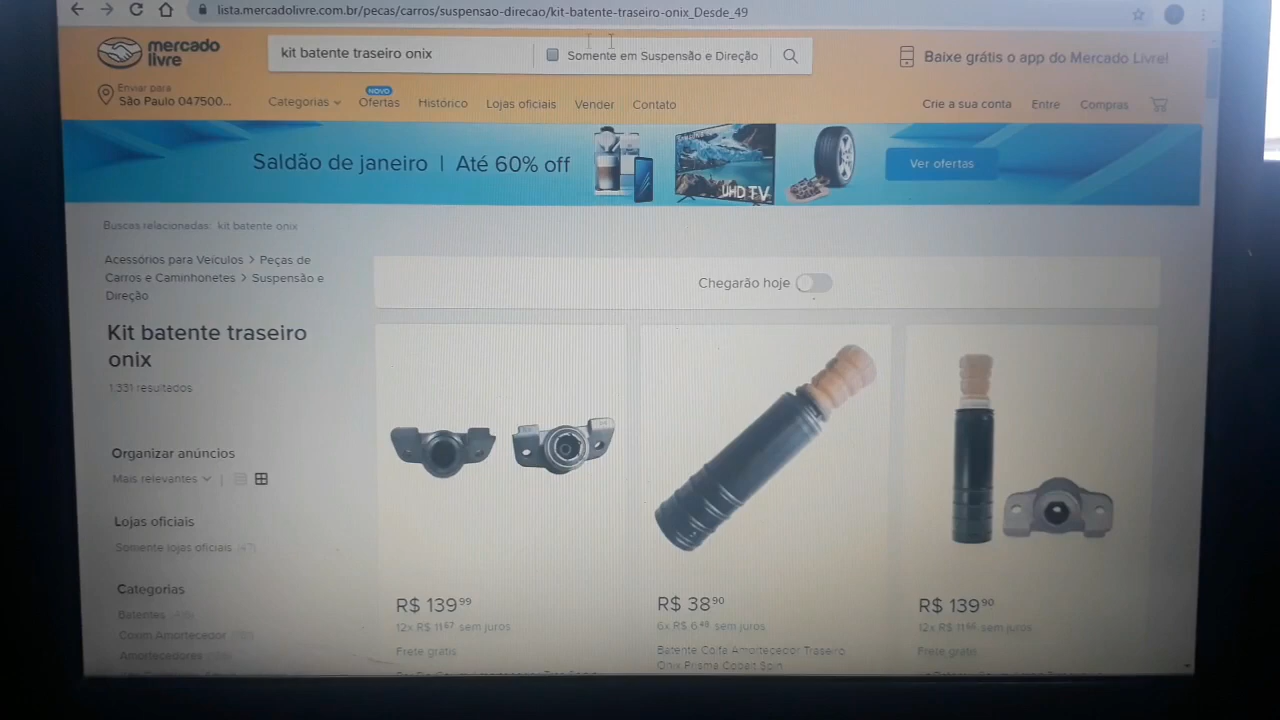 lista.mercadolivre.com.br/pecas/carros/suspensao-direcao/kit-batente-traseiro-onix_Desde_49
mercado
livre
kit batente traseiro onix
Somente em Suspensão e Direção
Baixe grátis o app do Mercado Livre!
Enviar para
São Paulo 047500...
Categorias
NOVO
Ofertas
Histórico
Lojas oficiais
Vender
Contato
Crie a sua conta
Entre
Compras
Saldão de janeiro | Até 60% off
UHD TV
Ver ofertas
Buscas relacionadas: kit batente onix
Acessórios para Veículos > Peças de
Carros e Caminhonetes > Suspensão e
Direção
Chegarão hoje
Kit batente traseiro
onix
1.331 resultados
Organizar anúncios
Mais relevantes
Lojas oficiais
Somente lojas oficiais (47)
Categorias
Batentes
Coxim Amortecedor
Amortecedores
R$ 139 99
12x R$ 11 67 sem juros
Frete grátis
R$ 38 90
6x R$ 6 48 sem juros
Batente Coifa Amortecedor Traseiro
Onix Prisma Cobalt Spin
R$ 139 90
12x R$ 11 66 sem juros
Frete grátis